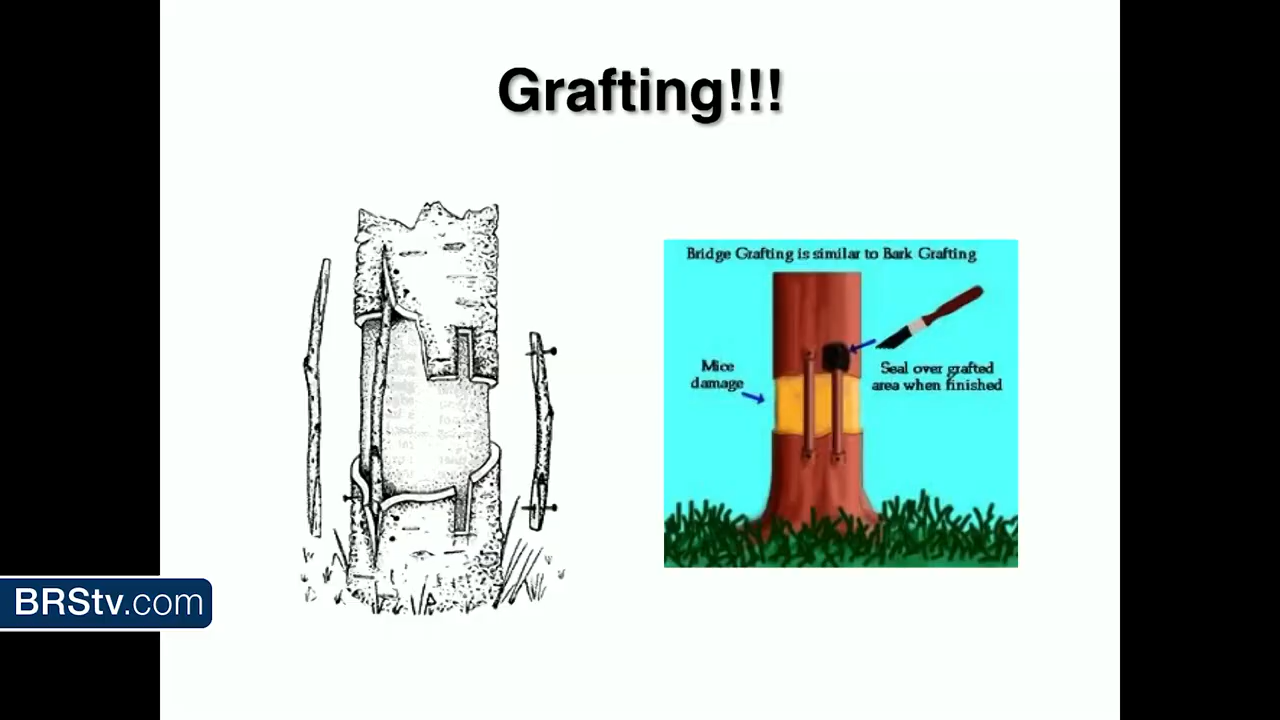 Grafting!!!
Bridge Grafting is similar to Bark Grafting
Mice
damage
Seal over grafted
area when finished
BRStv.com